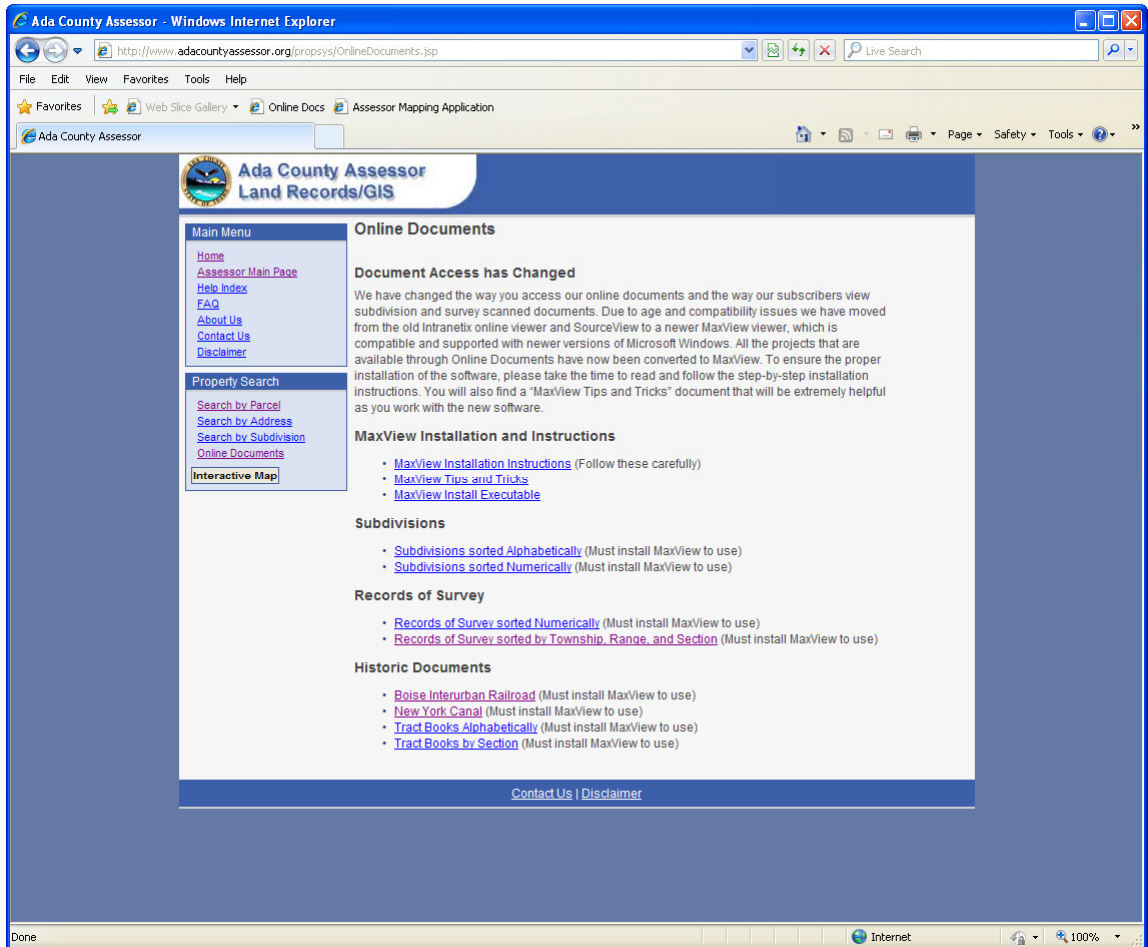 Ada County Assessor - Windows Internet Explorer
http://www.adacountyassessor.org/propsys/OnlineDocuments.jsp
Live Search
File Edit View Favorites Tools Help
Favorites Web Slice Gallery Online Docs Assessor Mapping Application
Ada County Assessor
Page Safety Tools »
Ada County Assessor
Land Records/GIS
Main Menu
Home
Assessor Main Page
Help Index
FAQ
About Us
Contact Us
Disclaimer
Property Search
Search by Parcel
Search by Address
Search by Subdivision
Online Documents
Interactive Map
Online Documents
Document Access has Changed
We have changed the way you access our online documents and the way our subscribers view
subdivision and survey scanned documents. Due to age and compatibility issues we have moved
from the old Intranetix online viewer and SourceView to a newer MaxView viewer, which is
compatible and supported with newer versions of Microsoft Windows. All the projects that are
available through Online Documents have now been converted to MaxView. To ensure the proper
installation of the software, please take the time to read and follow the step-by-step installation
instructions. You will also find a "MaxView Tips and Tricks" document that will be extremely helpful
as you work with the new software.
MaxView Installation and Instructions
• MaxView Installation Instructions (Follow these carefully)
• MaxView Tips and Tricks
• MaxView Install Executable
Subdivisions
• Subdivisions sorted Alphabetically (Must install MaxView to use)
• Subdivisions sorted Numerically (Must install MaxView to use)
Records of Survey
• Records of Survey sorted Numerically (Must install MaxView to use)
• Records of Survey sorted by Township, Range, and Section (Must install MaxView to use)
Historic Documents
• Boise Interurban Railroad (Must install MaxView to use)
• New York Canal (Must install MaxView to use)
• Tract Books Alphabetically (Must install MaxView to use)
• Tract Books by Section (Must install MaxView to use)
Contact Us | Disclaimer
Done Internet 100%